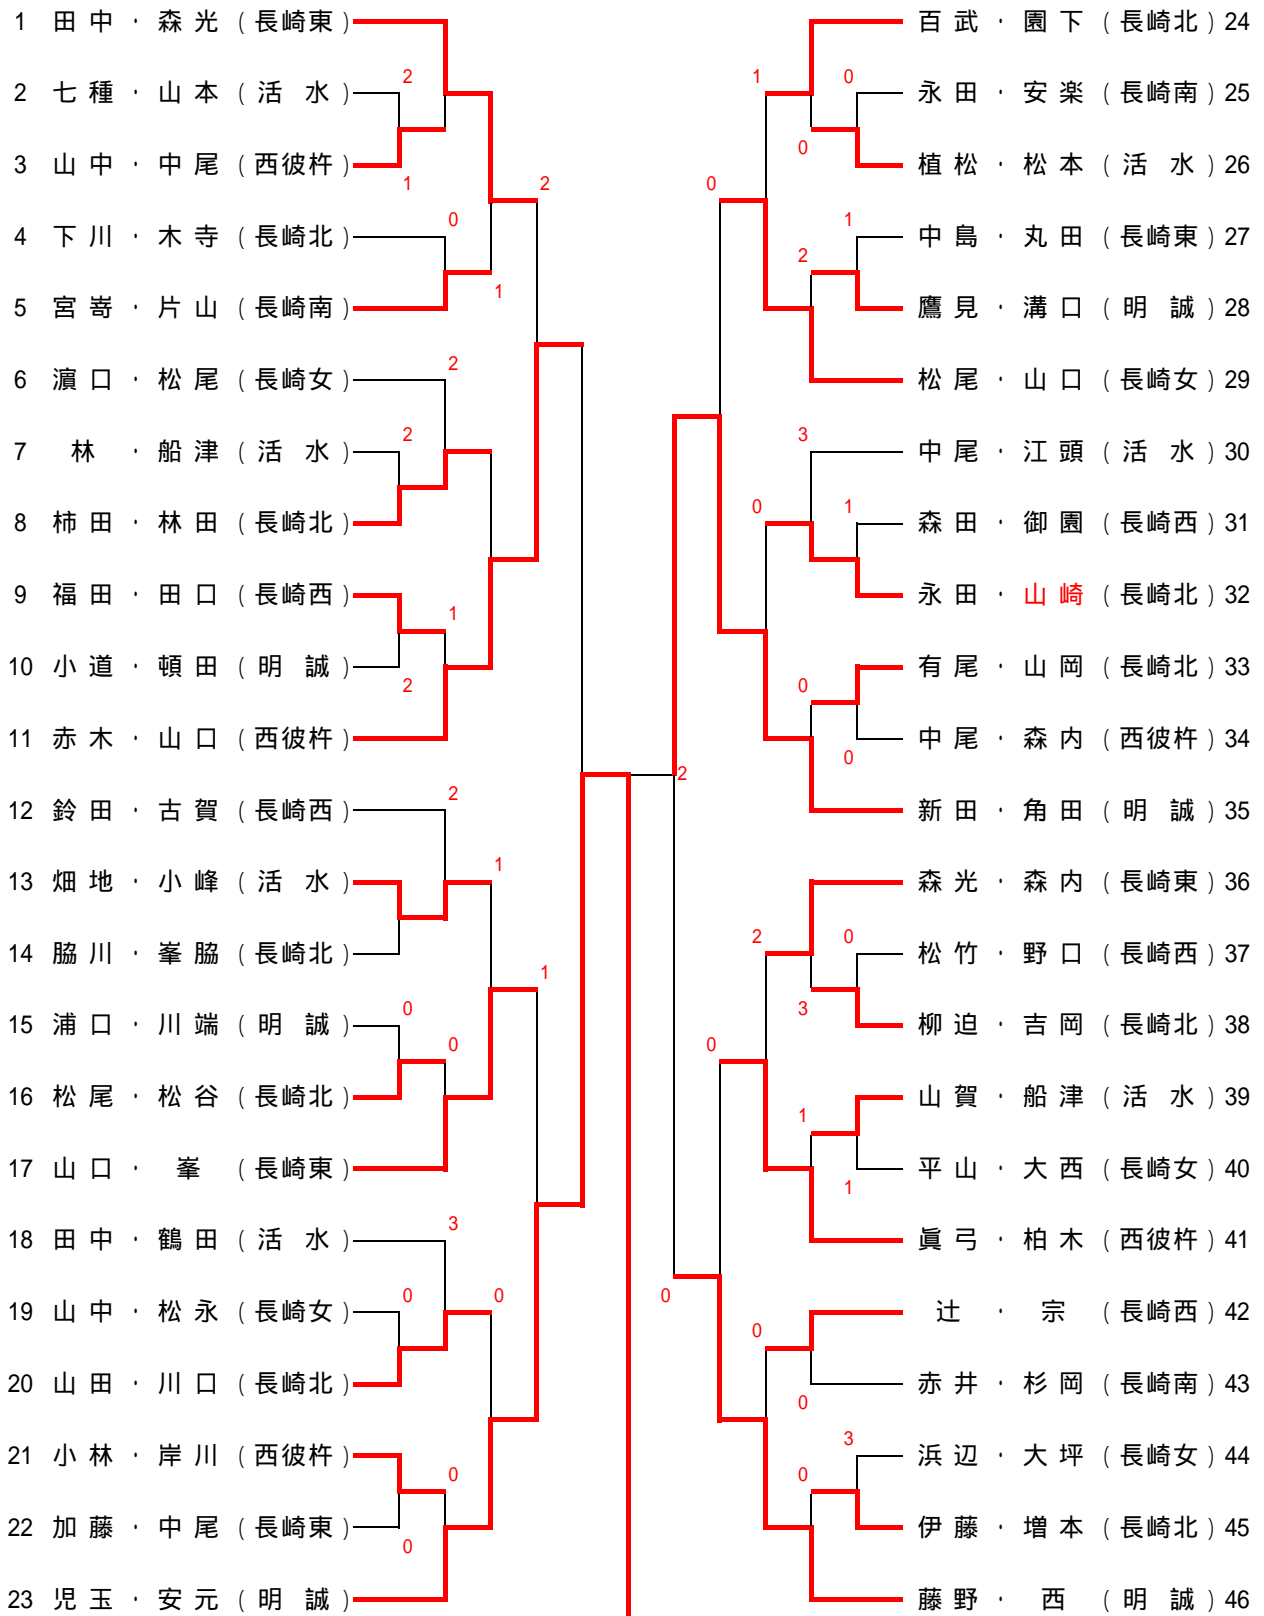 1 田中・森光（長崎東）
2 七種・山本（活水）
3 山中・中尾（西彼杵）
4 下川・木寺（長崎北）
5 宮嵜・片山（長崎南）
6 濵口・松尾（長崎女）
7 林・船津（活水）
8 柿田・林田（長崎北）
9 福田・田口（長崎西）
10 小道・頓田（明誠）
11 赤木・山口（西彼杵）
12 鈴田・古賀（長崎西）
13 畑地・小峰（活水）
14 脇川・峯脇（長崎北）
15 浦口・川端（明誠）
16 松尾・松谷（長崎北）
17 山口・峯（長崎東）
18 田中・鶴田（活水）
19 山中・松永（長崎女）
20 山田・川口（長崎北）
21 小林・岸川（西彼杵）
22 加藤・中尾（長崎東）
23 児玉・安元（明誠）
2
1
0
2
1
2
2
1
2
2
1
0
0
1
3
0
0
0
0
2
1
0
0
0
1
2
3
0
1
0
0
2
0
3
0
1
1
0
0
0
3
0
百武・園下（長崎北）24
永田・安楽（長崎南）25
植松・松本（活水）26
中島・丸田（長崎東）27
鷹見・溝口（明誠）28
松尾・山口（長崎女）29
中尾・江頭（活水）30
森田・御園（長崎西）31
永田・山崎（長崎北）32
有尾・山岡（長崎北）33
中尾・森内（西彼杵）34
新田・角田（明誠）35
森光・森内（長崎東）36
松竹・野口（長崎西）37
柳迫・吉岡（長崎北）38
山賀・船津（活水）39
平山・大西（長崎女）40
眞弓・柏木（西彼杵）41
辻・宗（長崎西）42
赤井・杉岡（長崎南）43
浜辺・大坪（長崎女）44
伊藤・増本（長崎北）45
藤野・西（明誠）46